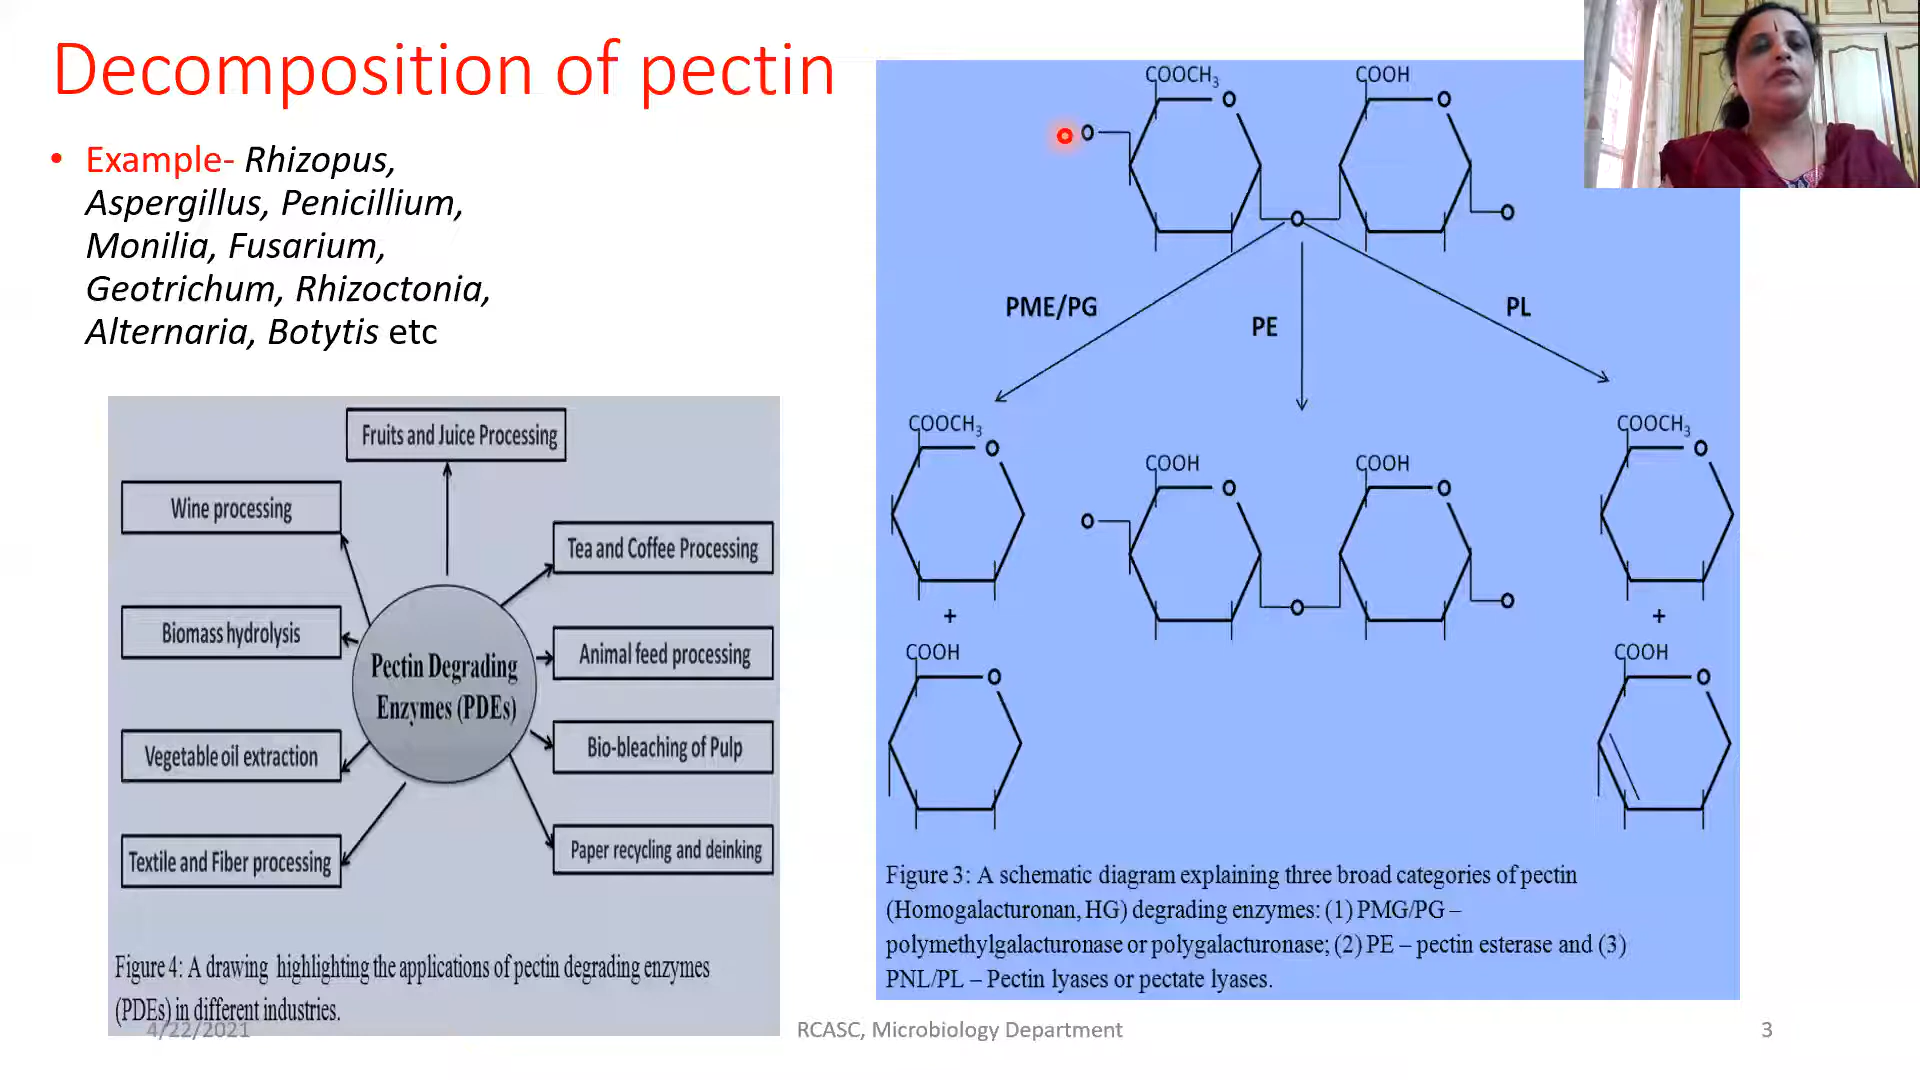 Decomposition of pectin
• Example- Rhizopus,
Aspergillus, Penicillium,
Monilia, Fusarium,
Geotrichum, Rhizoctonia,
Alternaria, Botytis etc
Fruits and Juice Processing
Wine processing
Tea and Coffee Processing
Biomass hydrolysis
Animal feed processing
Pectin Degrading
Enzymes (PDEs)
Vegetable oil extraction
Bio-bleaching of Pulp
Textile and Fiber processing
Paper recycling and deinking
Figure 4: A drawing highlighting the applications of pectin degrading enzymes
(PDEs) in different industries.
COOCH3
COOH
O
O
O
O
O
PME/PG
PE
PL
COOCH3
O
COOH
COOH
O
O
O
O
O
COOCH3
O
+
+
COOH
O
COOH
O
Figure 3: A schematic diagram explaining three broad categories of pectin
(Homogalacturonan, HG) degrading enzymes: (1) PMG/PG –
polymethylgalacturonase or polygalacturonase; (2) PE – pectin esterase and (3)
PNL/PL – Pectin lyases or pectate lyases.
4/22/2021
RCASC, Microbiology Department
3